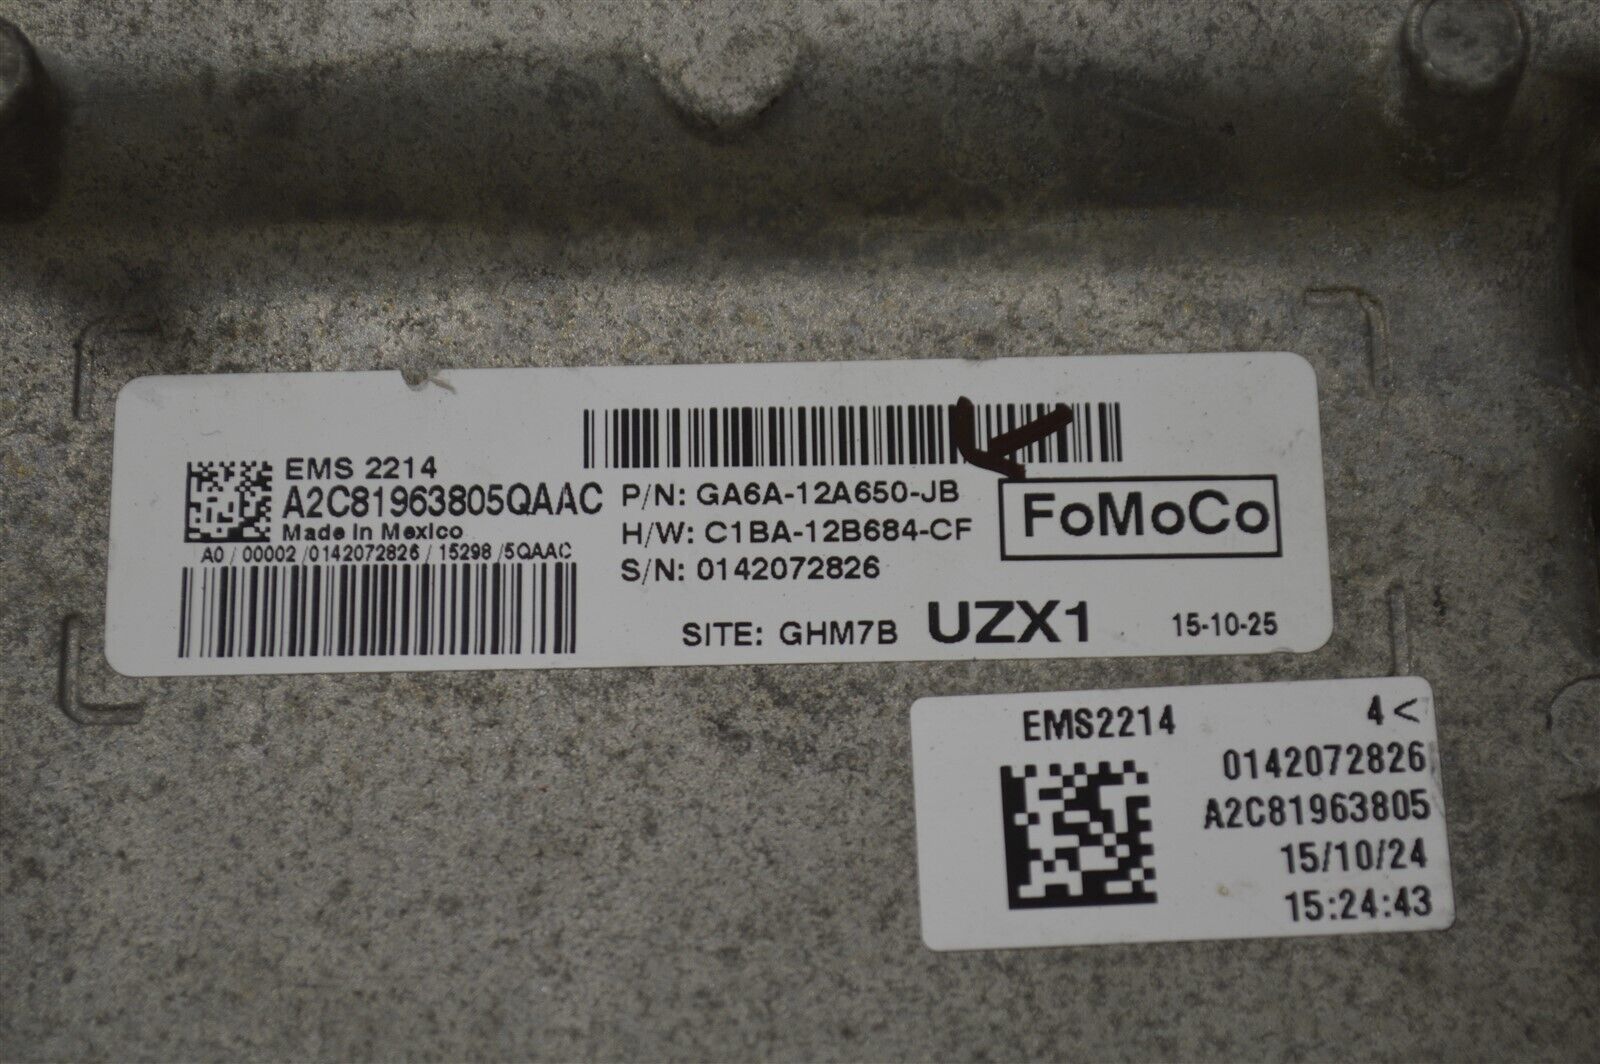 EMS 2214
A2C81963805QAAC
Made in Mexico
A0 / 00002 /0142072826 / 15298 /5QAAC
P/N: GA6A-12A650-JB
H/W: C1BA-12B684-CF
S/N: 0142072826
FoMoCo
SITE: GHM7B UZX1 15-10-25
EMS2214 4<
0142072826
A2C81963805
15/10/24
15:24:43